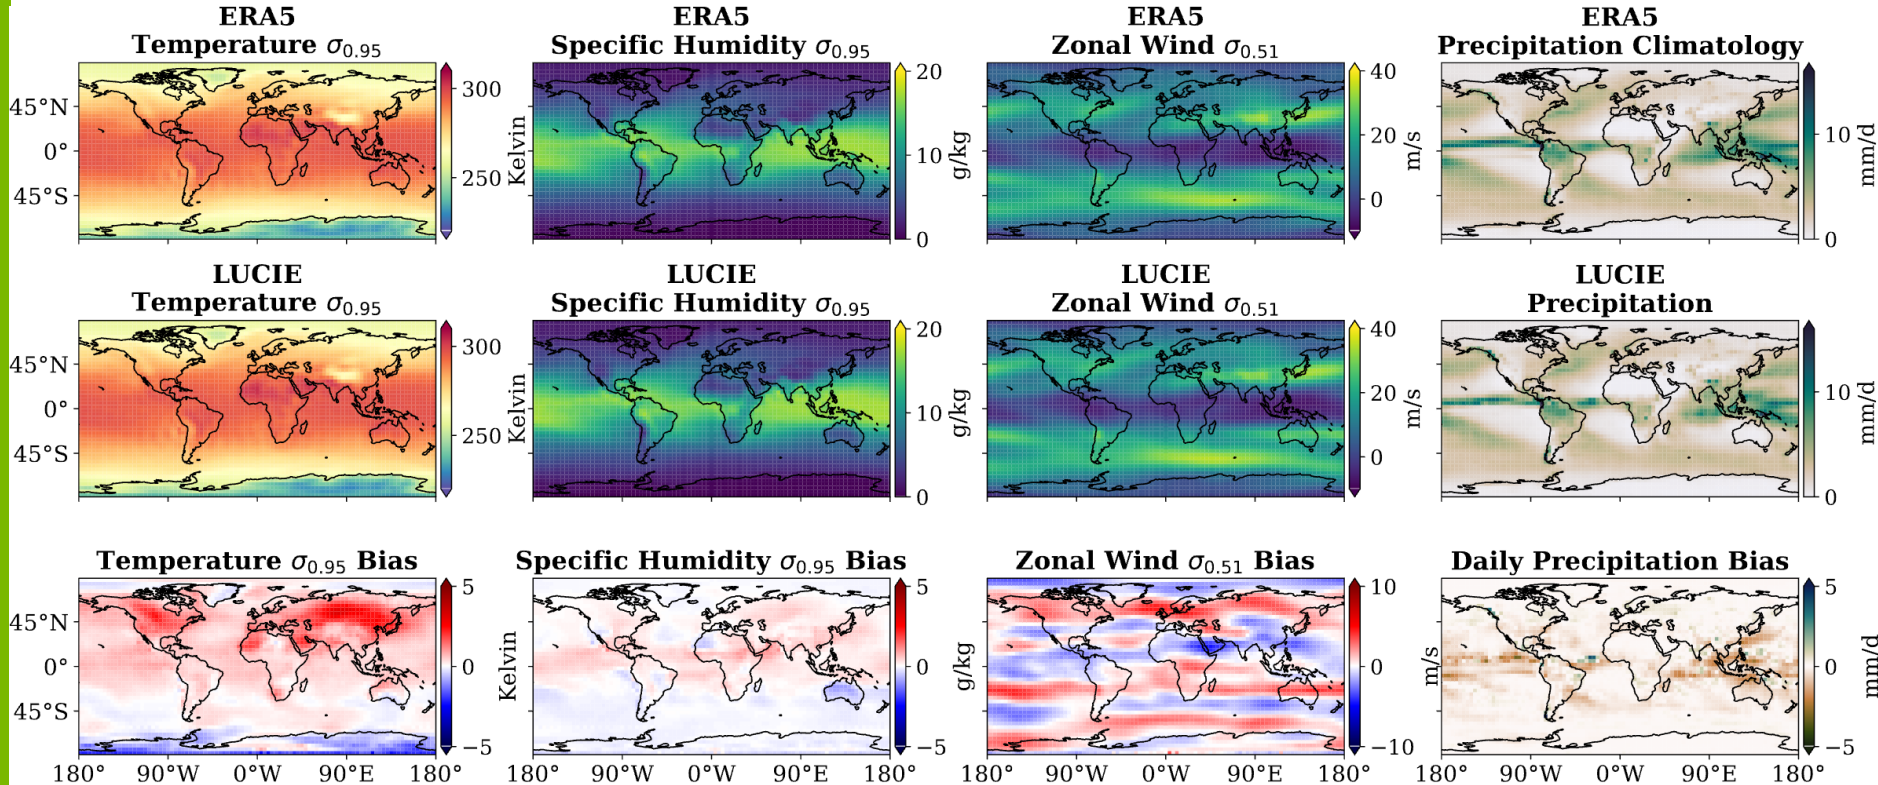 ERA5
Temperature σ0.95
ERA5
Specific Humidity σ0.95
ERA5
Zonal Wind σ0.51
ERA5
Precipitation Climatology
45°N
0°
45°S
300
250
Kelvin
20
10
0
g/kg
40
20
0
m/s
10
0
mm/d
LUCIE
Temperature σ0.95
LUCIE
Specific Humidity σ0.95
LUCIE
Zonal Wind σ0.51
LUCIE
Precipitation
45°N
0°
45°S
300
250
Kelvin
20
10
0
g/kg
40
20
0
m/s
10
0
mm/d
Temperature σ0.95 Bias
Specific Humidity σ0.95 Bias
Zonal Wind σ0.51 Bias
Daily Precipitation Bias
45°N
0°
45°S
5
0
−5
Kelvin
5
0
−5
g/kg
10
0
−10
m/s
5
0
−5
mm/d
180° 90°W 0°W 90°E 180°
90°W 0°W 90°E 180°
180° 90°W 0°W 90°E 180°
180° 90°W 0°W 90°E 180°